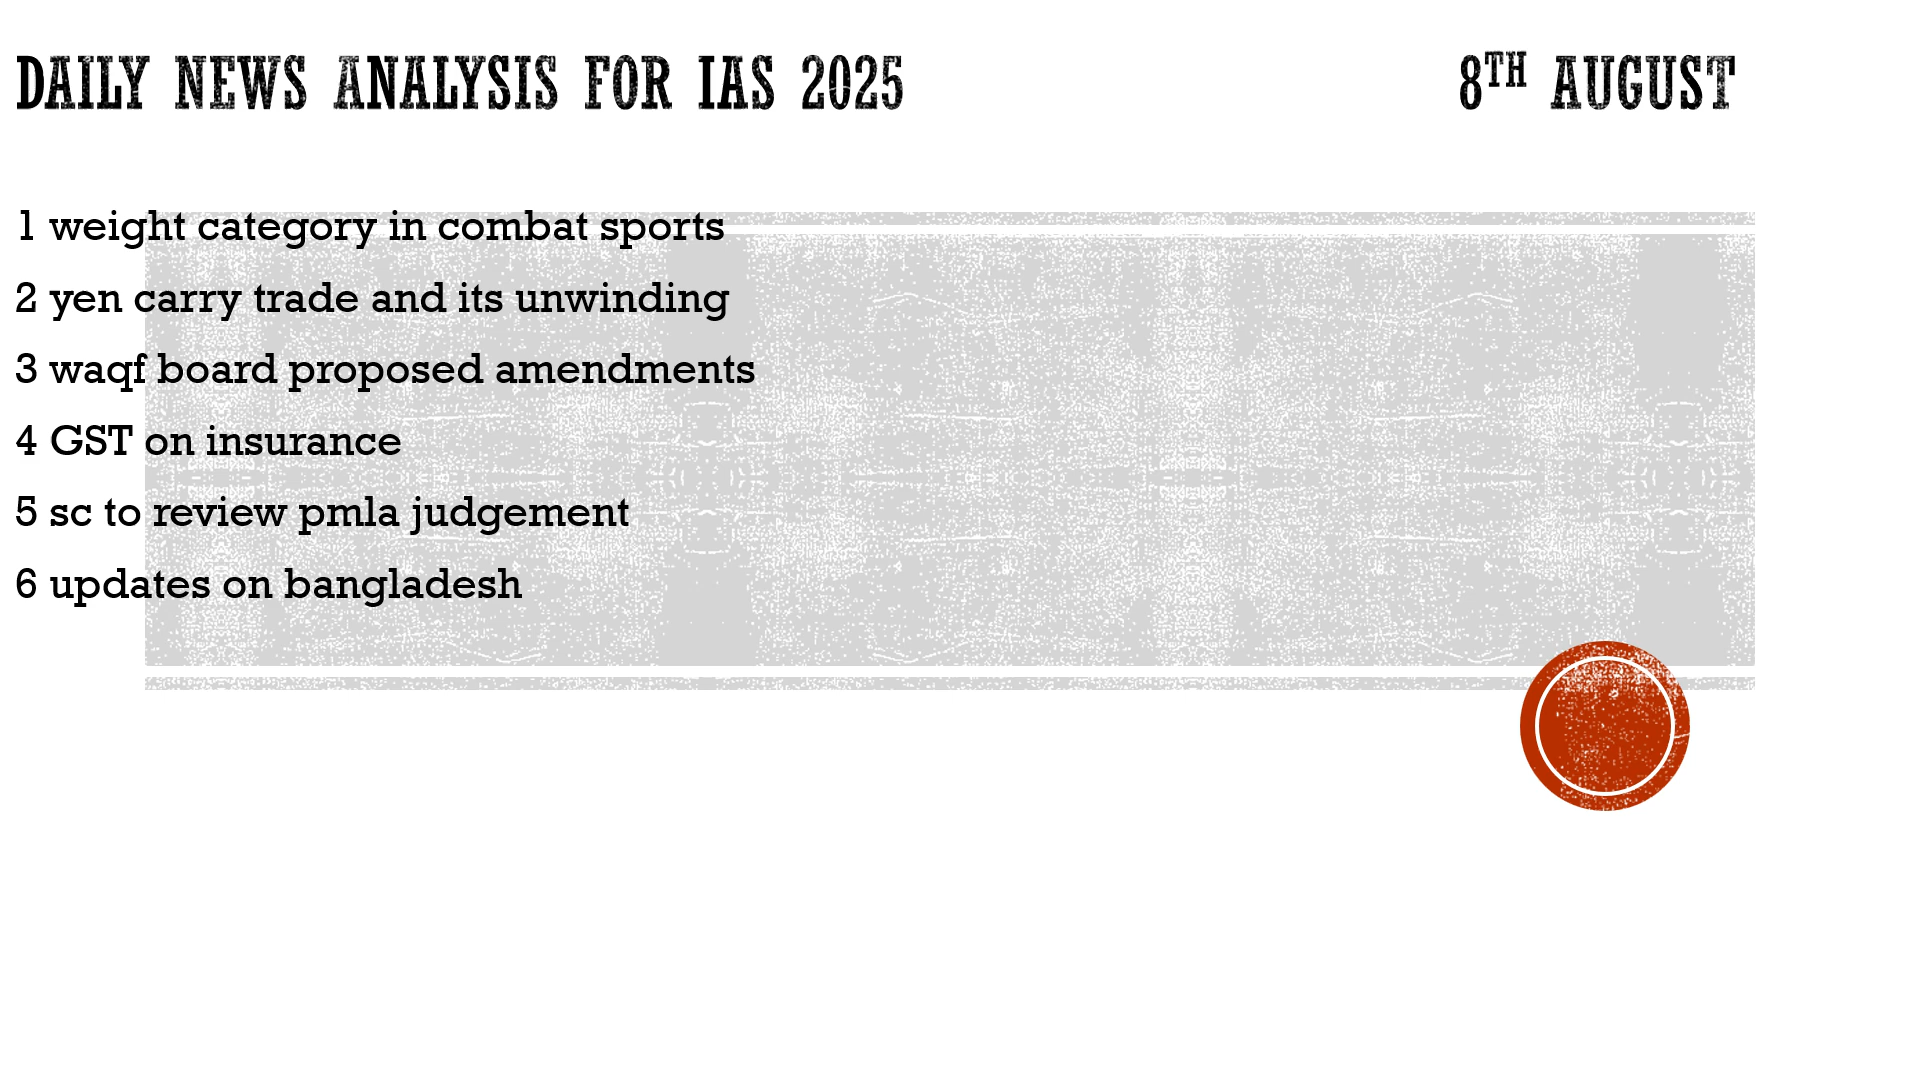 DAILY NEWS ANALYSIS FOR IAS 2025 8TH AUGUST
1 weight category in combat sports
2 yen carry trade and its unwinding
3 waqf board proposed amendments
4 GST on insurance
5 sc to review pmla judgement
6 updates on bangladesh